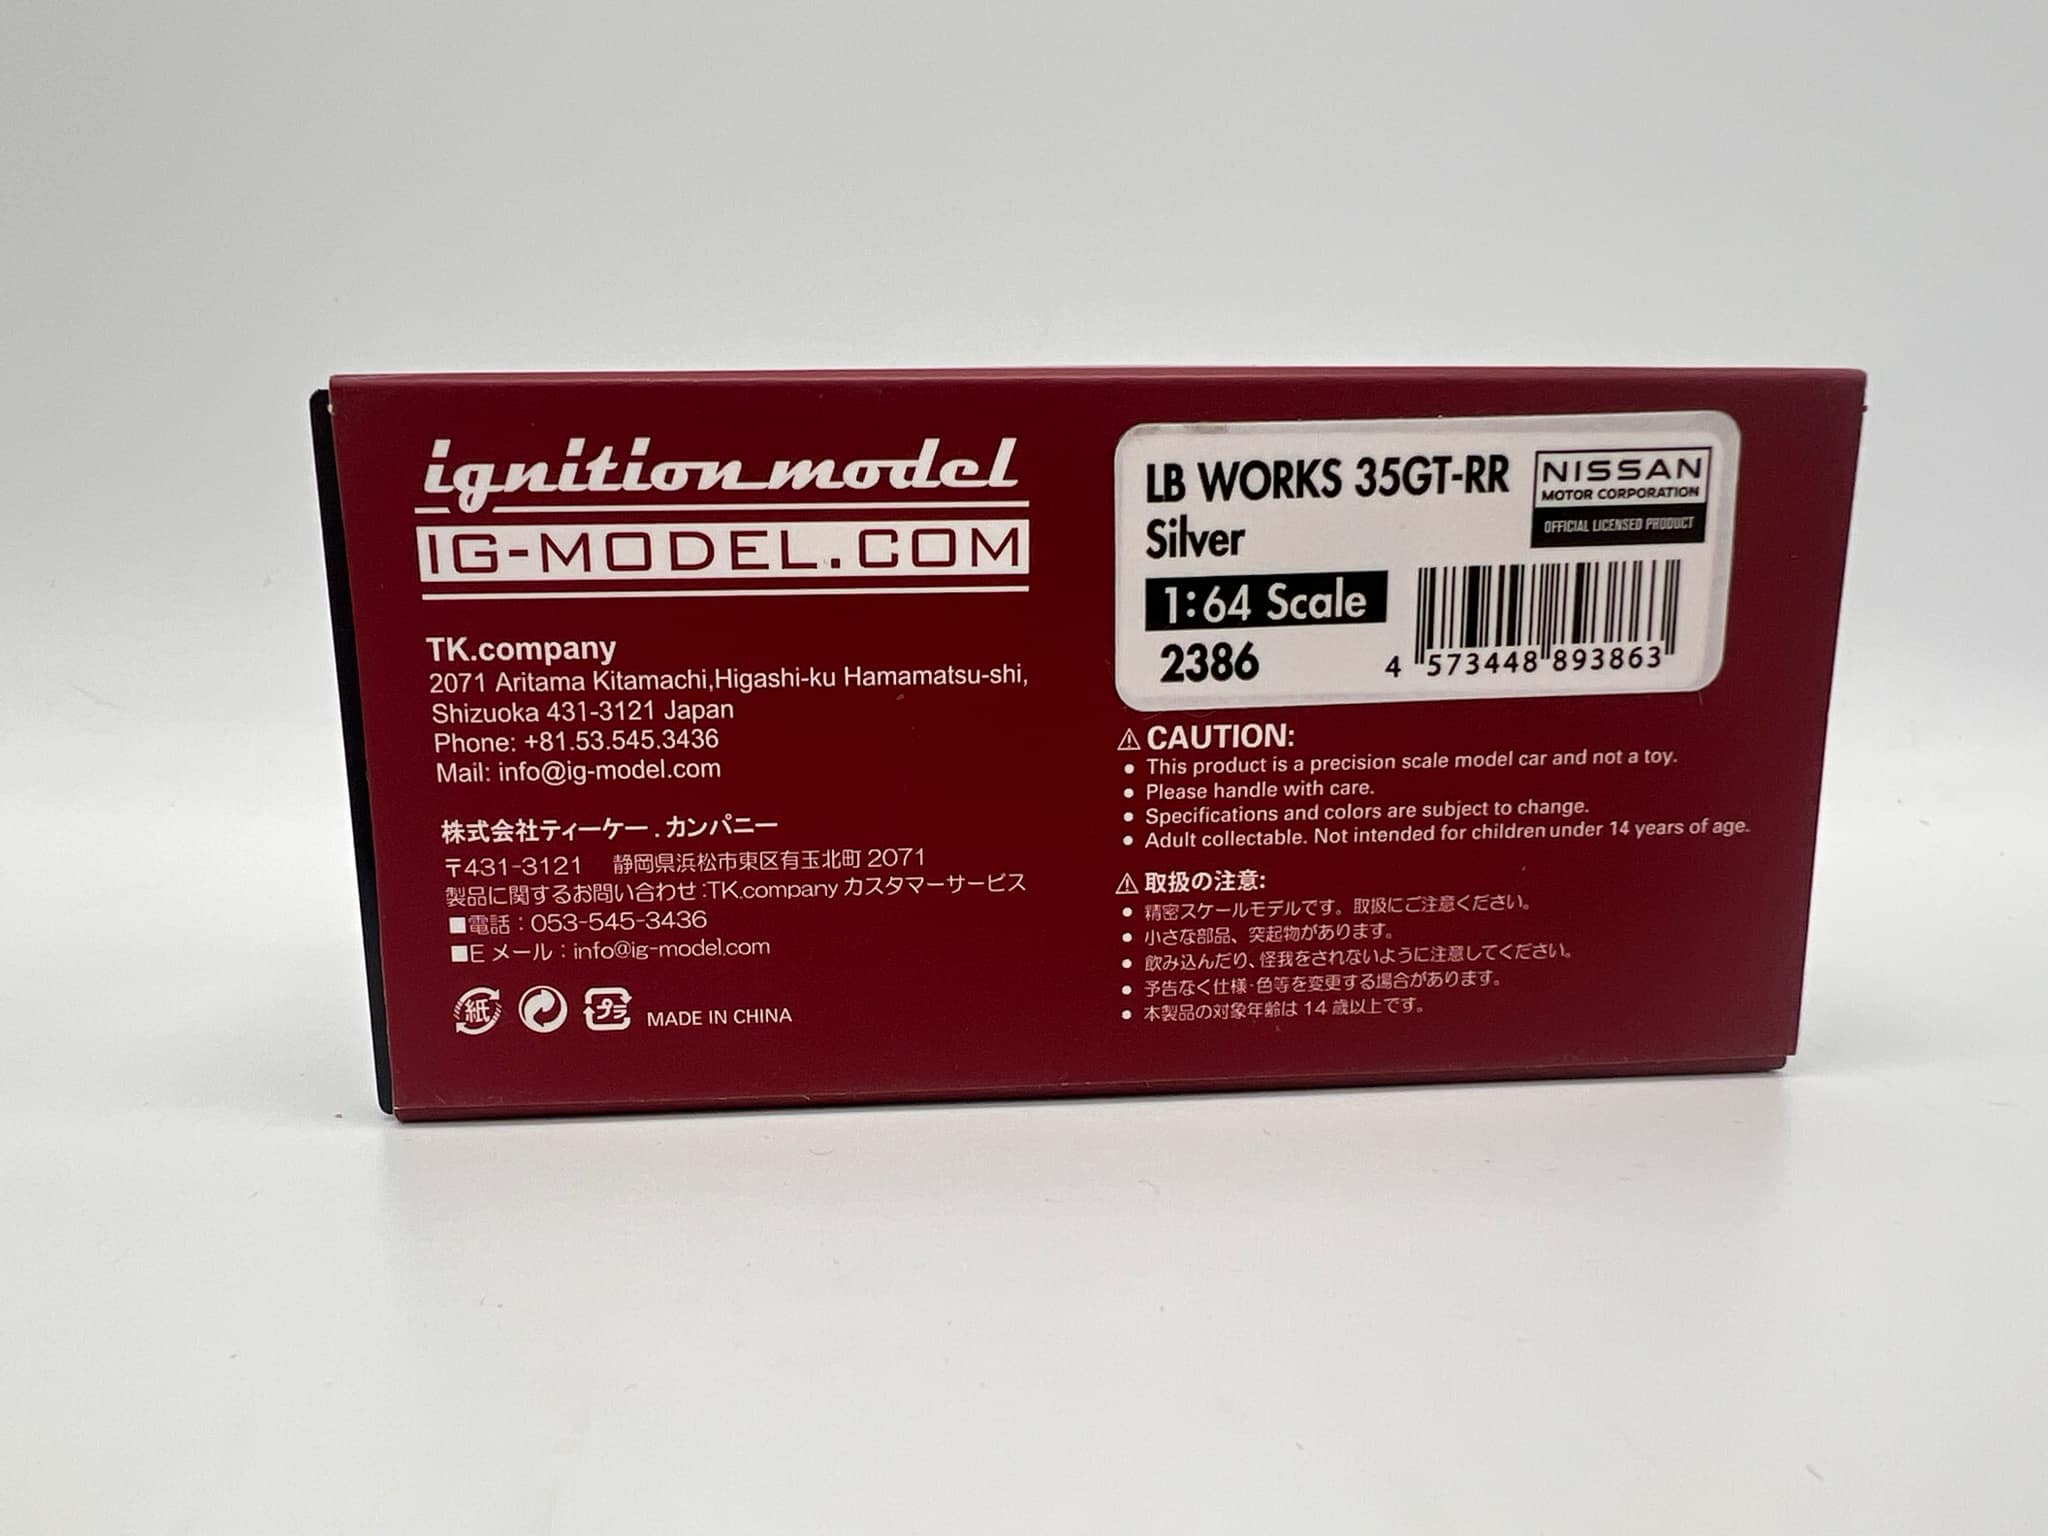 ignition model
IG-MODEL.COM
TK.company
2071 Aritama Kitamachi,Higashi-ku Hamamatsu-shi,
Shizuoka 431-3121 Japan
Phone: +81.53.545.3436
Mail: info@ig-model.com
株式会社ティーケー.カンパニー
〒431-3121 静岡県浜松市東区有玉北町 2071
製品に関するお問い合わせ:TK.company カスタマーサービス
■電話:053-545-3436
■E メール:info@ig-model.com
紙
プラ
MADE IN CHINA
LB WORKS 35GT-RR
Silver
NISSAN
MOTOR CORPORATION
OFFICIAL LICENSED PRODUCT
1:64 Scale
2386
4 573448 893863
⚠ CAUTION:
• This product is a precision scale model car and not a toy.
• Please handle with care.
• Specifications and colors are subject to change.
• Adult collectable. Not intended for children under 14 years of age.
⚠ 取扱の注意:
• 精密スケールモデルです。取扱にご注意ください。
• 小さな部品、突起物があります。
• 飲み込んだり、怪我をされないように注意してください。
• 予告なく仕様・色等を変更する場合があります。
• 本製品の対象年齢は 14 歳以上です。